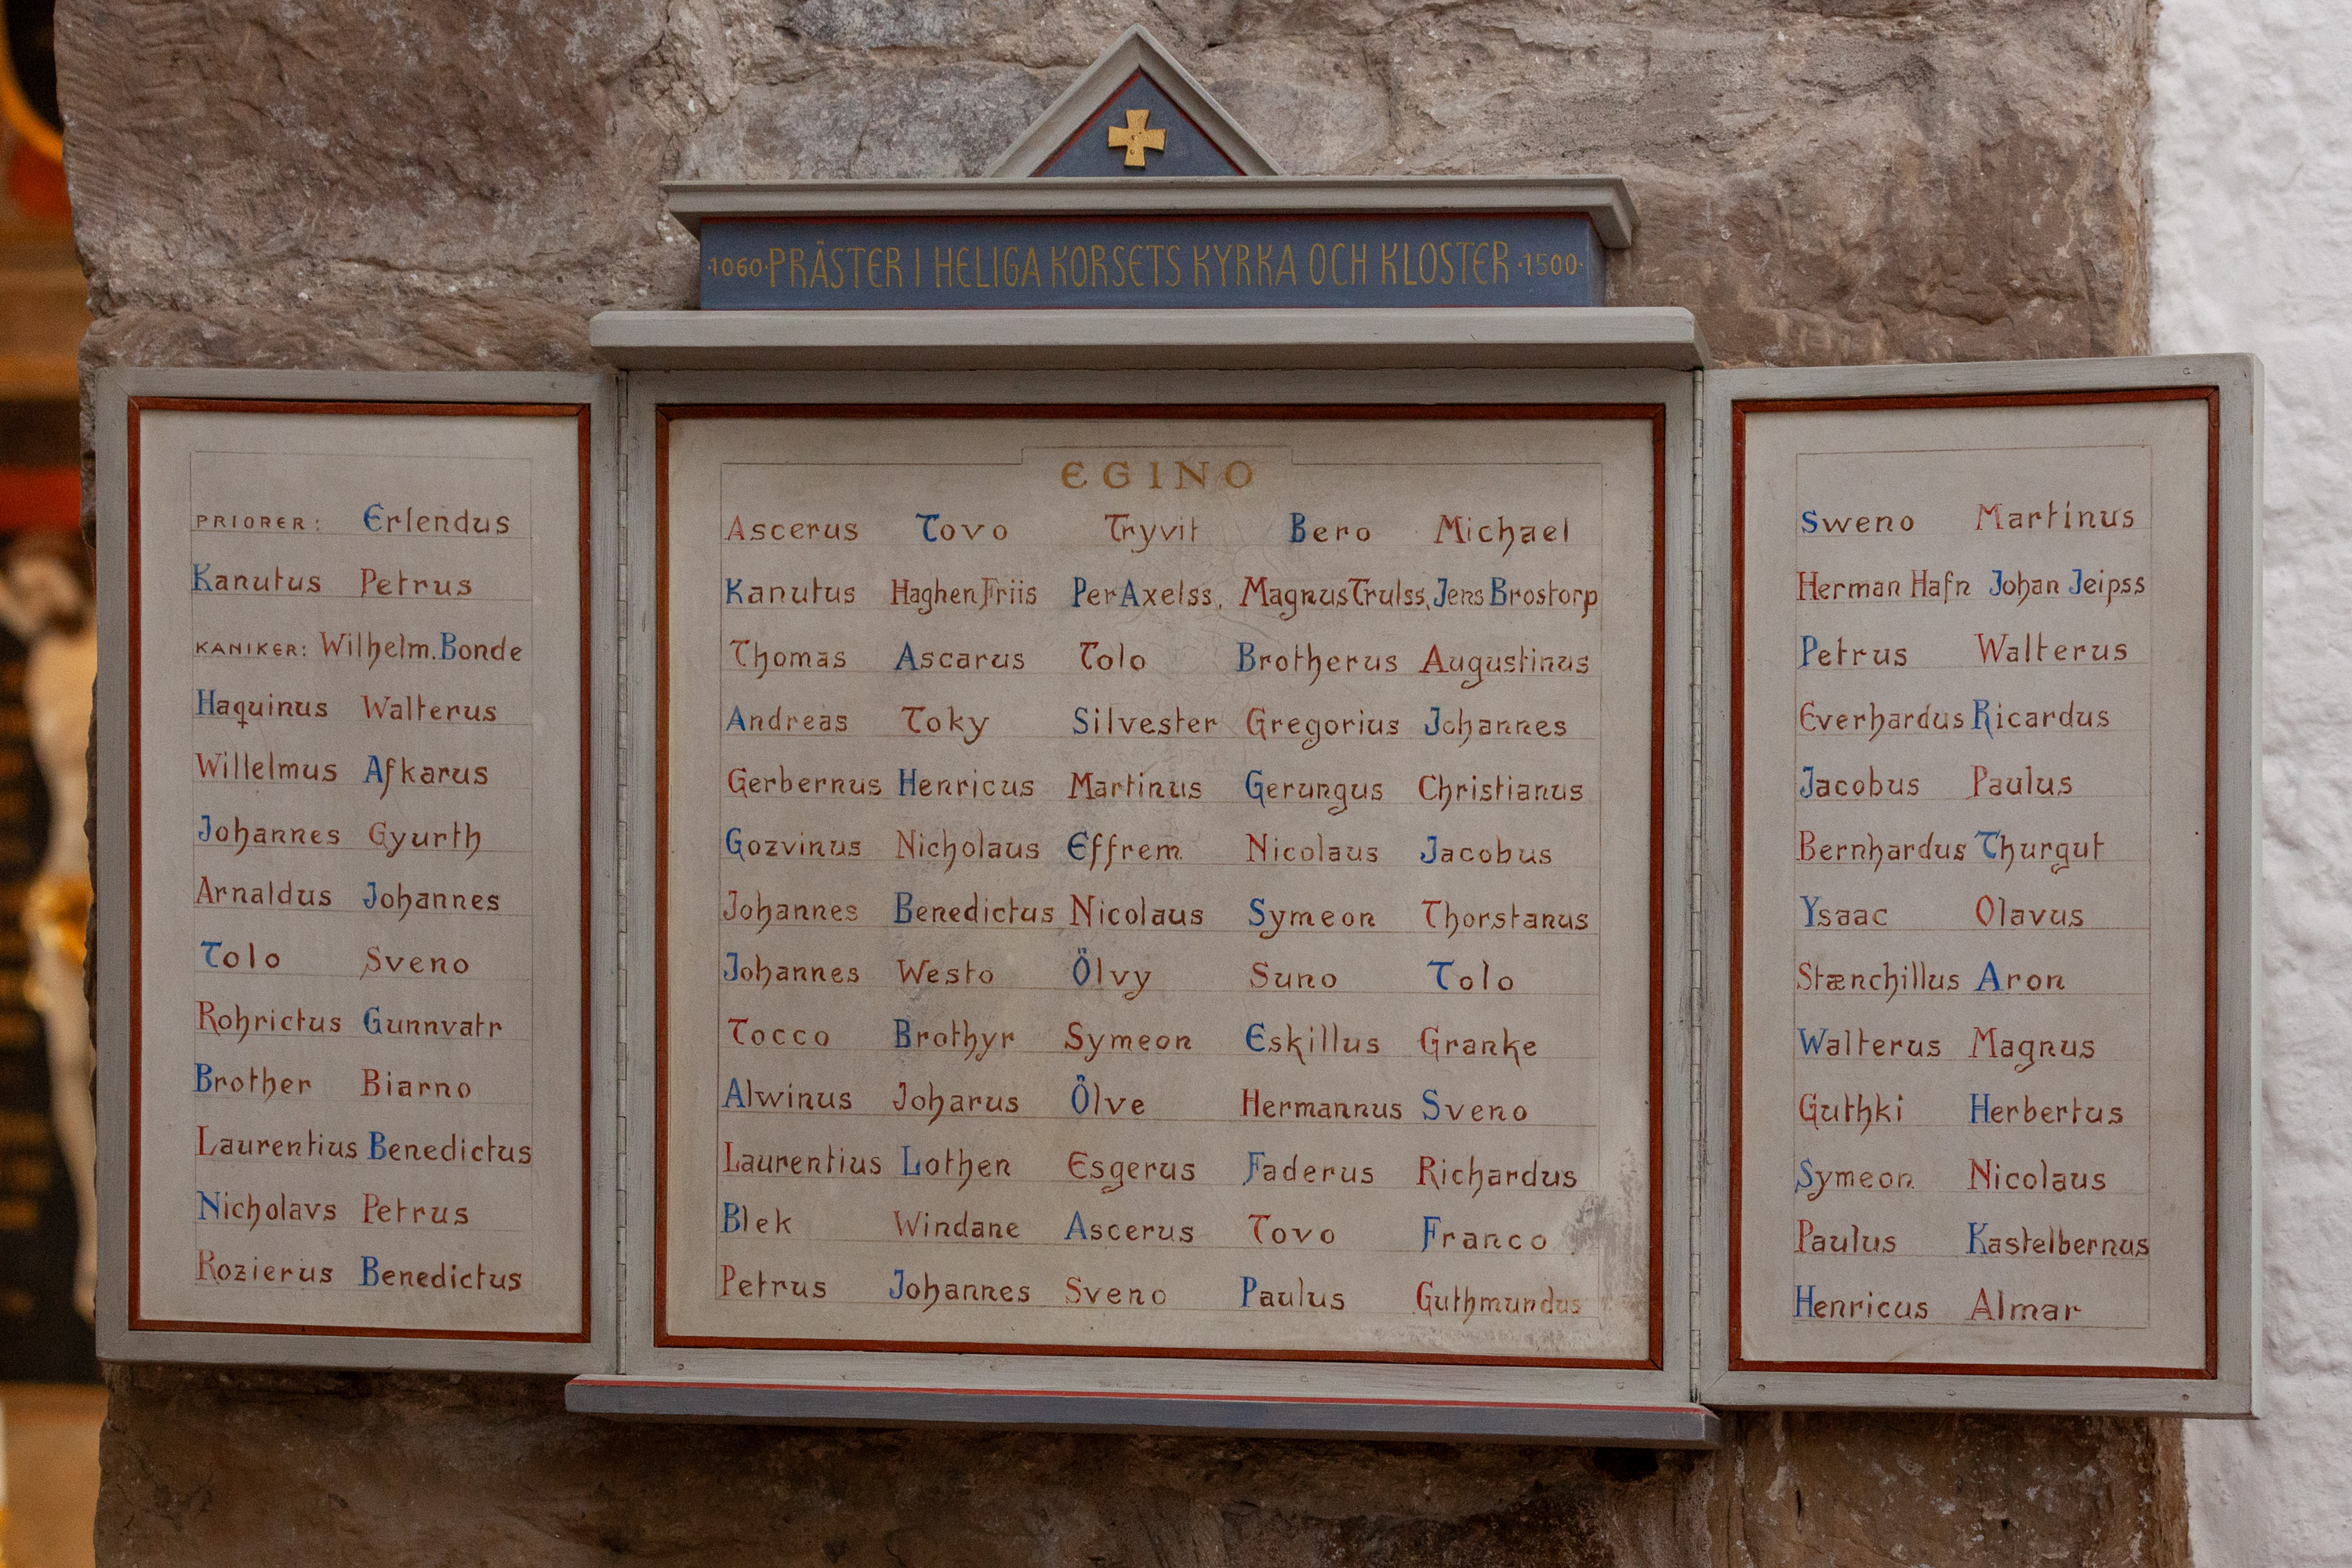 ·1060· PRÄSTER I HELIGA KORSETS KYRKA OCH KLOSTER ·1500·
PRIORER: Erlendus
Kanutus Petrus
KANIKER: Wilhelm.Bonde
Haquinus Walterus
Willelmus Afkarus
Johannes Gyurth
Arnaldus Johannes
Tolo Sveno
Rohrictus Gunnvatr
Brother Biarno
Laurentius Benedictus
Nicholavs Petrus
Rozierus Benedictus
EGINO
Ascerus Tovo Tryvit Bero Michael
Kanutus Haghen Friis Per Axelss. Magnus Trulss. Jens Brostorp
Thomas Ascarus Tolo Brotherus Augustinus
Andreas Toky Silvester Gregorius Johannes
Gerbernus Henricus Martinus Gerungus Christianus
Gozvinus Nicholaus Effrem Nicolaus Jacobus
Johannes Benedictus Nicolaus Symeon Thorstanus
Johannes Westo Ölvy Suno Tolo
Tocco Brothyr Symeon Eskillus Granke
Alwinus Joharus Ölve Hermannus Sveno
Laurentius Lothen Esgerus Faderus Richardus
Blek Windane Ascerus Tovo Franco
Petrus Johannes Sveno Paulus Guthmundus
Sweno Martinus
Herman Hafn Johan Jeipss
Petrus Walterus
Everhardus Ricardus
Jacobus Paulus
Bernhardus Thurgut
Ysaac Olavus
Stænchillus Aron
Walterus Magnus
Guthki Herbertus
Symeon Nicolaus
Paulus Kastelbernus
Henricus Almar